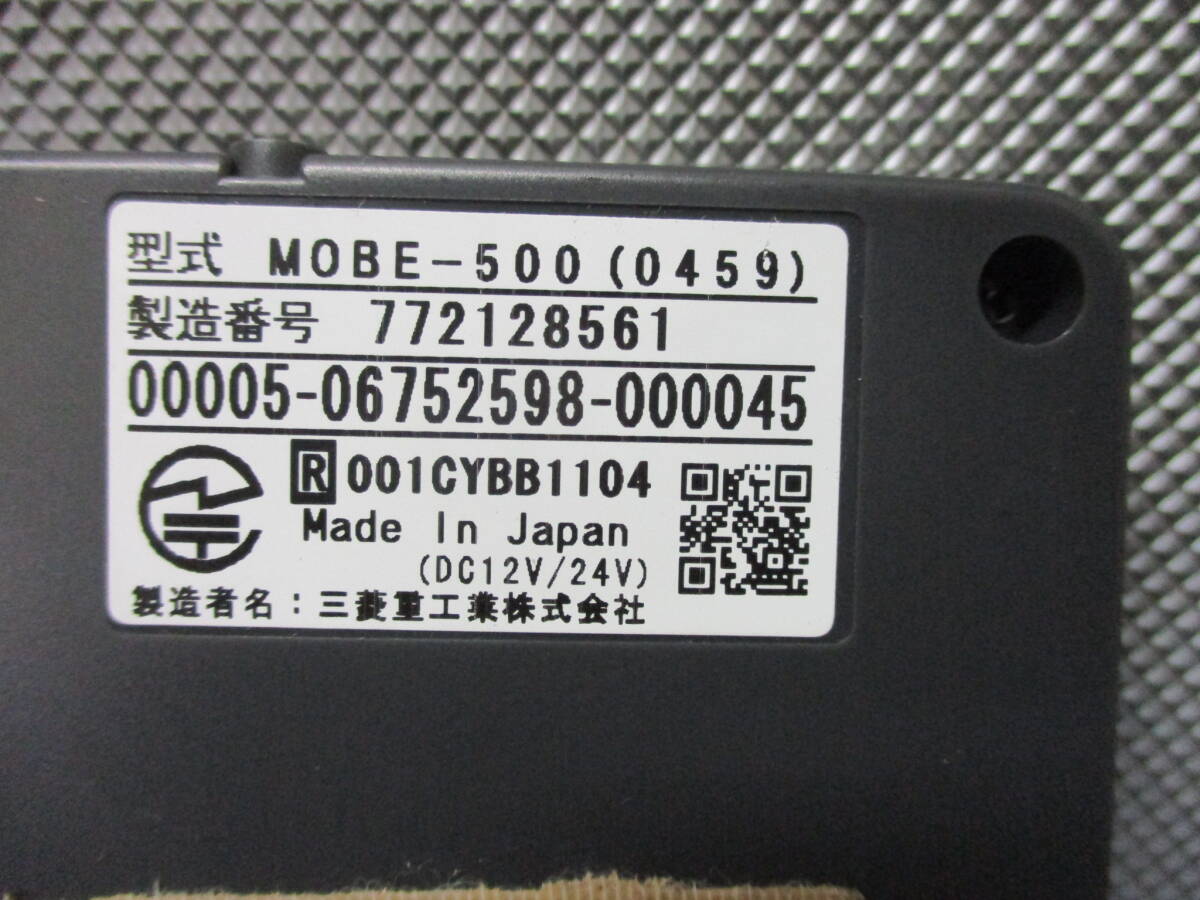 型式 MOBE-500(0459)
製造番号 772128561
00005-06752598-000045
R 001CYBB1104
Made In Japan
(DC12V/24V)
製造者名:三菱重工業株式会社